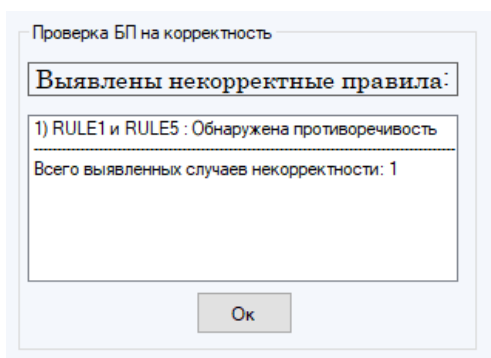 Проверка БП на корректность
Выявлены некорректные правила:
1) RULE1 и RULE5 : Обнаружена противоречивость
Всего выявленных случаев некорректности: 1
Ок